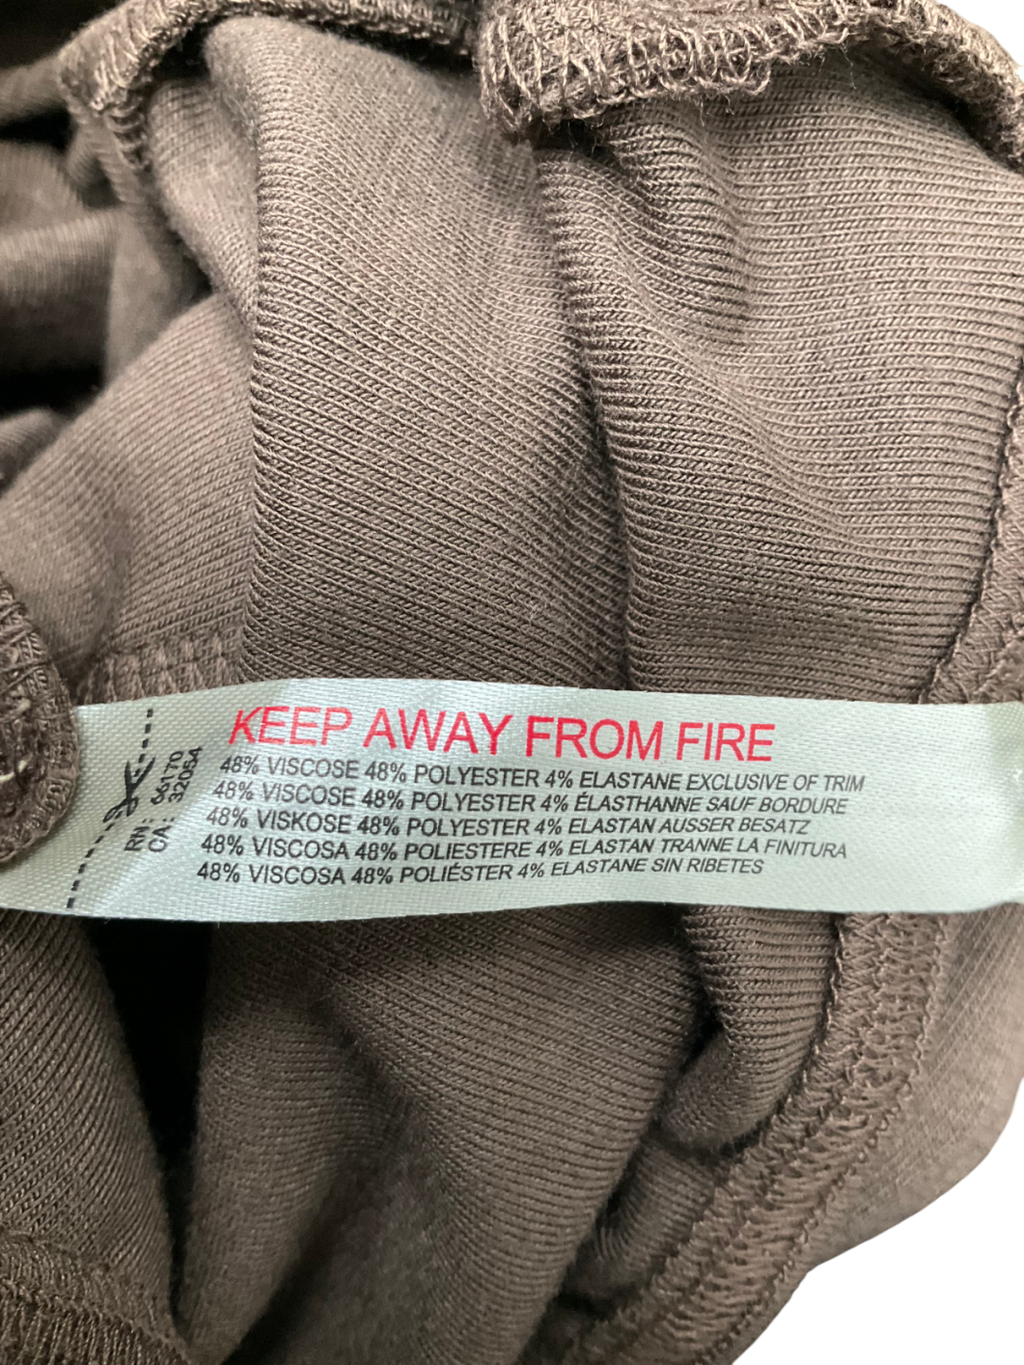 KEEP AWAY FROM FIRE
48% VISCOSE 48% POLYESTER 4% ELASTANE EXCLUSIVE OF TRIM
48% VISCOSE 48% POLYESTER 4% ÉLASTHANNE SAUF BORDURE
48% VISKOSE 48% POLYESTER 4% ELASTAN AUSSER BESATZ
48% VISCOSA 48% POLIESTERE 4% ELASTAN TRANNE LA FINITURA
48% VISCOSA 48% POLIÉSTER 4% ELASTANE SIN RIBETES
RN: 66170
CA: 32054